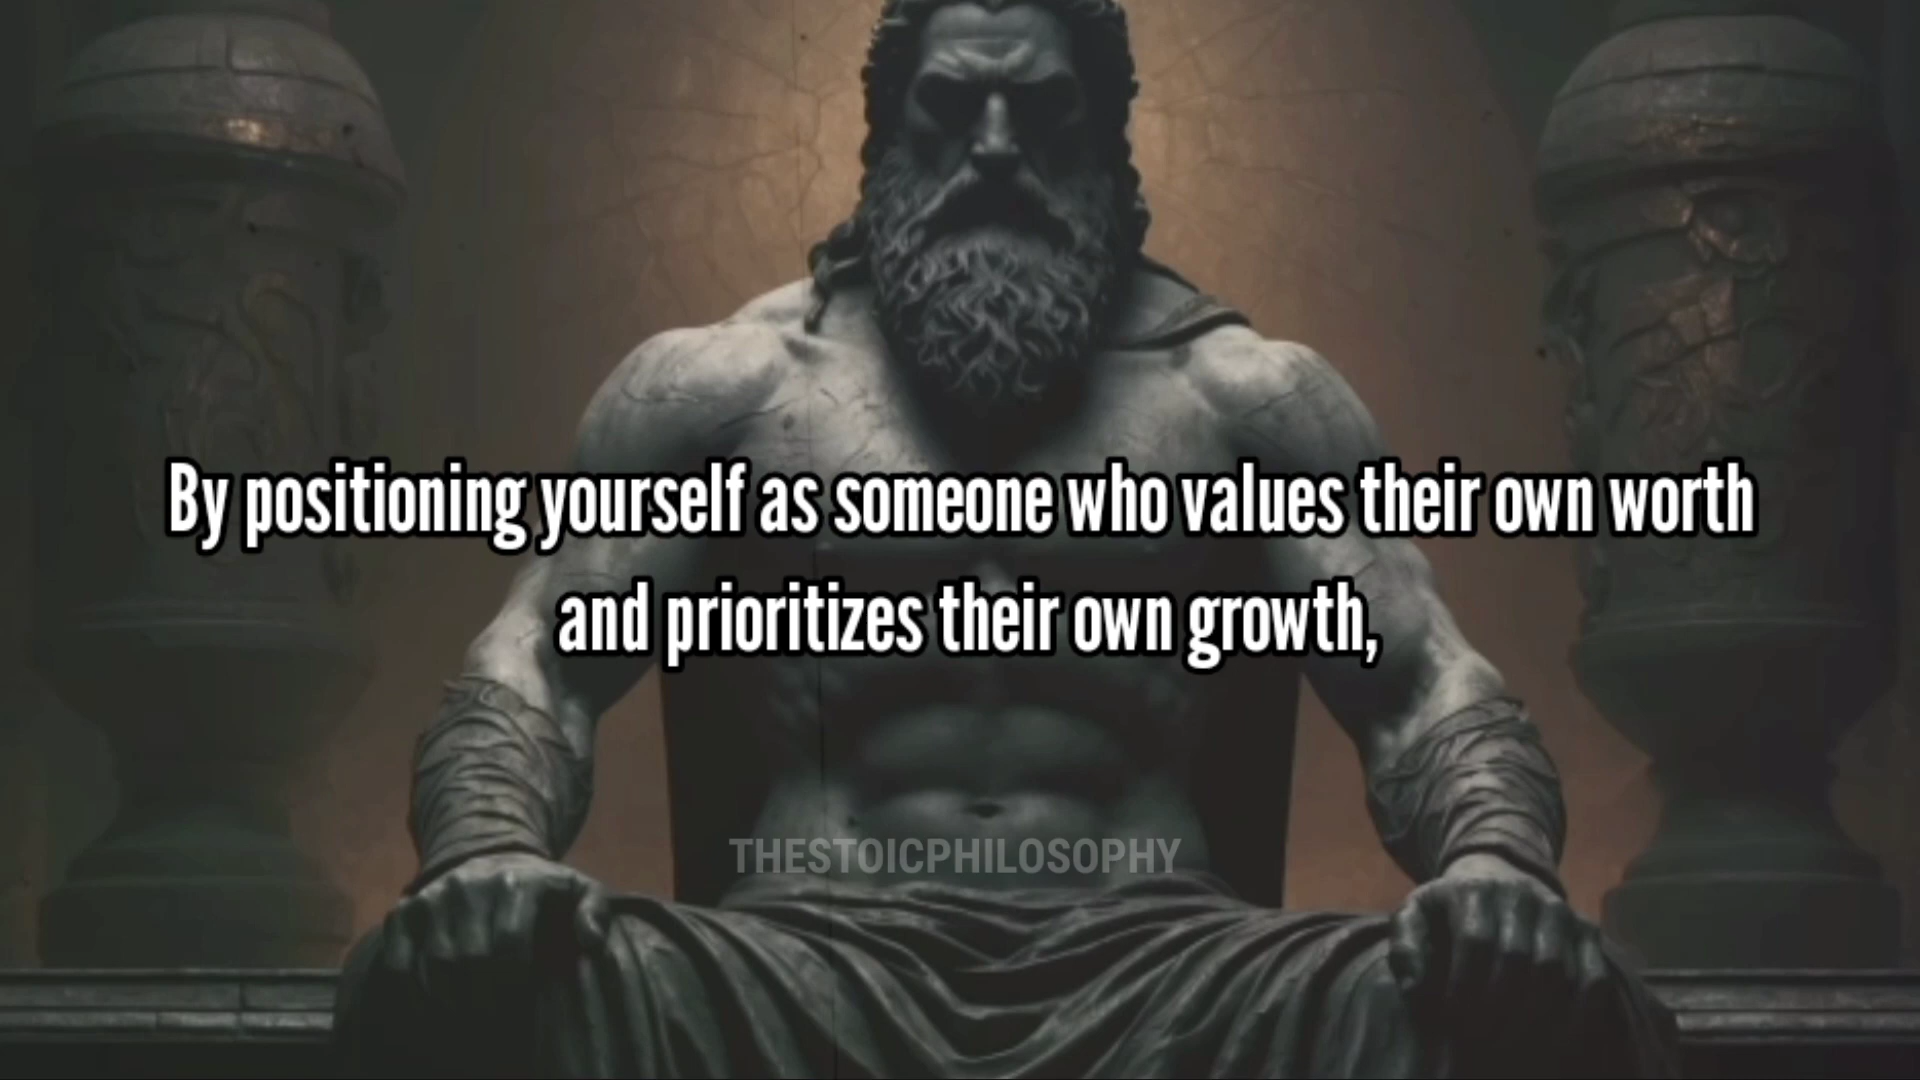 By positioning yourself as someone who values their own worth
and prioritizes their own growth,
THESTOICPHILOSOPHY